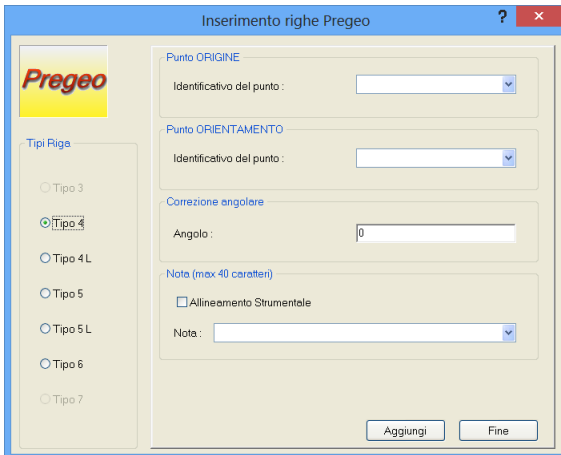 Inserimento righe Pregeo
?
x
Pregeo
Tipi Riga
Tipo 3
Tipo 4
Tipo 4 L
Tipo 5
Tipo 5 L
Tipo 6
Tipo 7
Punto ORIGINE
Identificativo del punto :
Punto ORIENTAMENTO
Identificativo del punto :
Correzione angolare
Angolo : 0
Nota (max 40 caratteri)
Allineamento Strumentale
Nota :
Aggiungi Fine